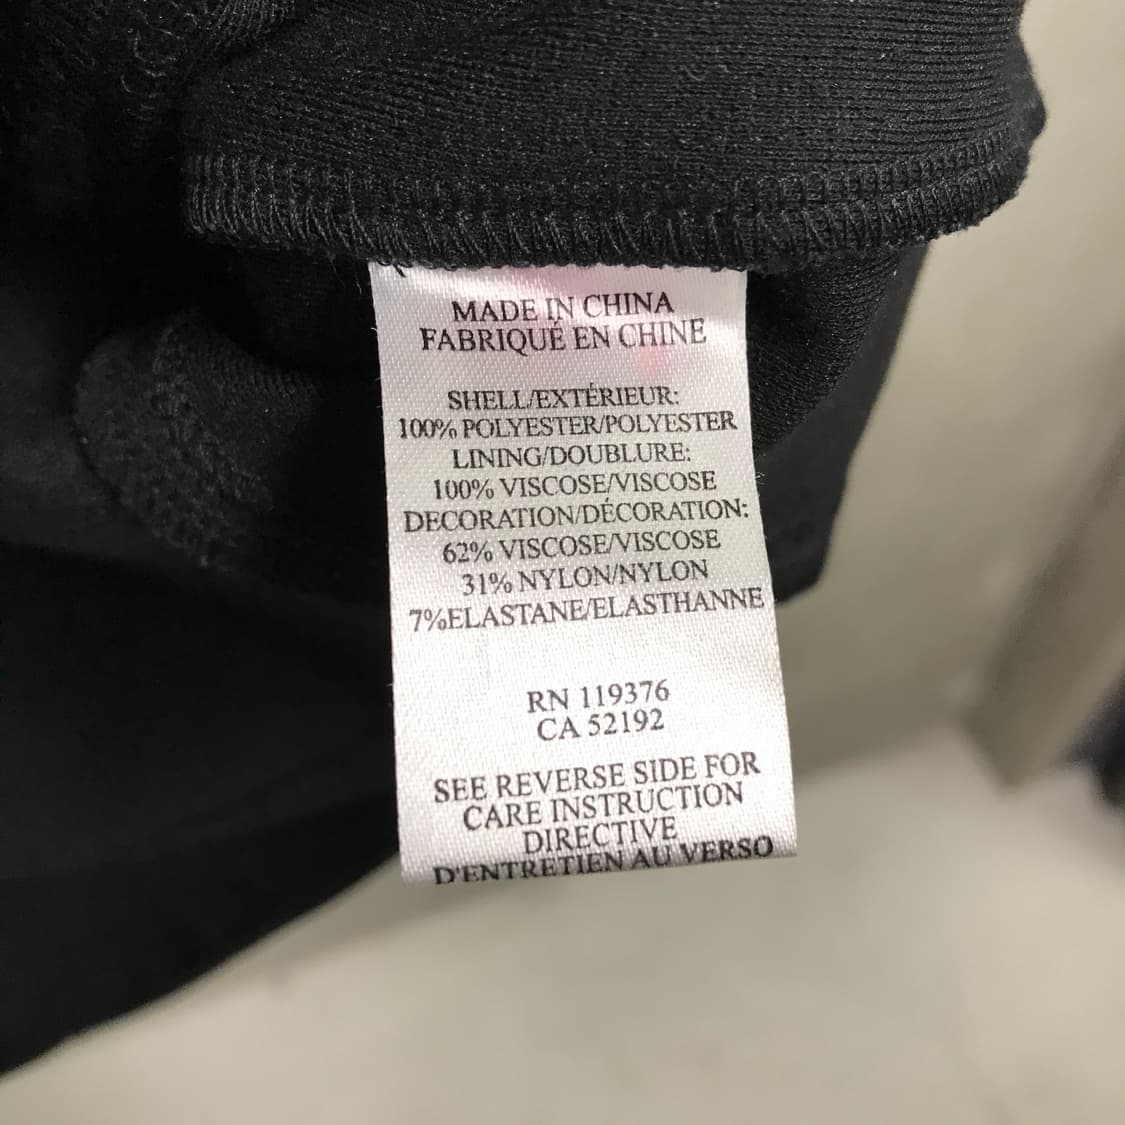 MADE IN CHINA
FABRIQUÉ EN CHINE
SHELL/EXTÉRIEUR:
100% POLYESTER/POLYESTER
LINING/DOUBLURE:
100% VISCOSE/VISCOSE
DECORATION/DÉCORATION:
62% VISCOSE/VISCOSE
31% NYLON/NYLON
7%ELASTANE/ELASTHANNE
RN 119376
CA 52192
SEE REVERSE SIDE FOR
CARE INSTRUCTION
DIRECTIVE
D'ENTRETIEN AU VERSO